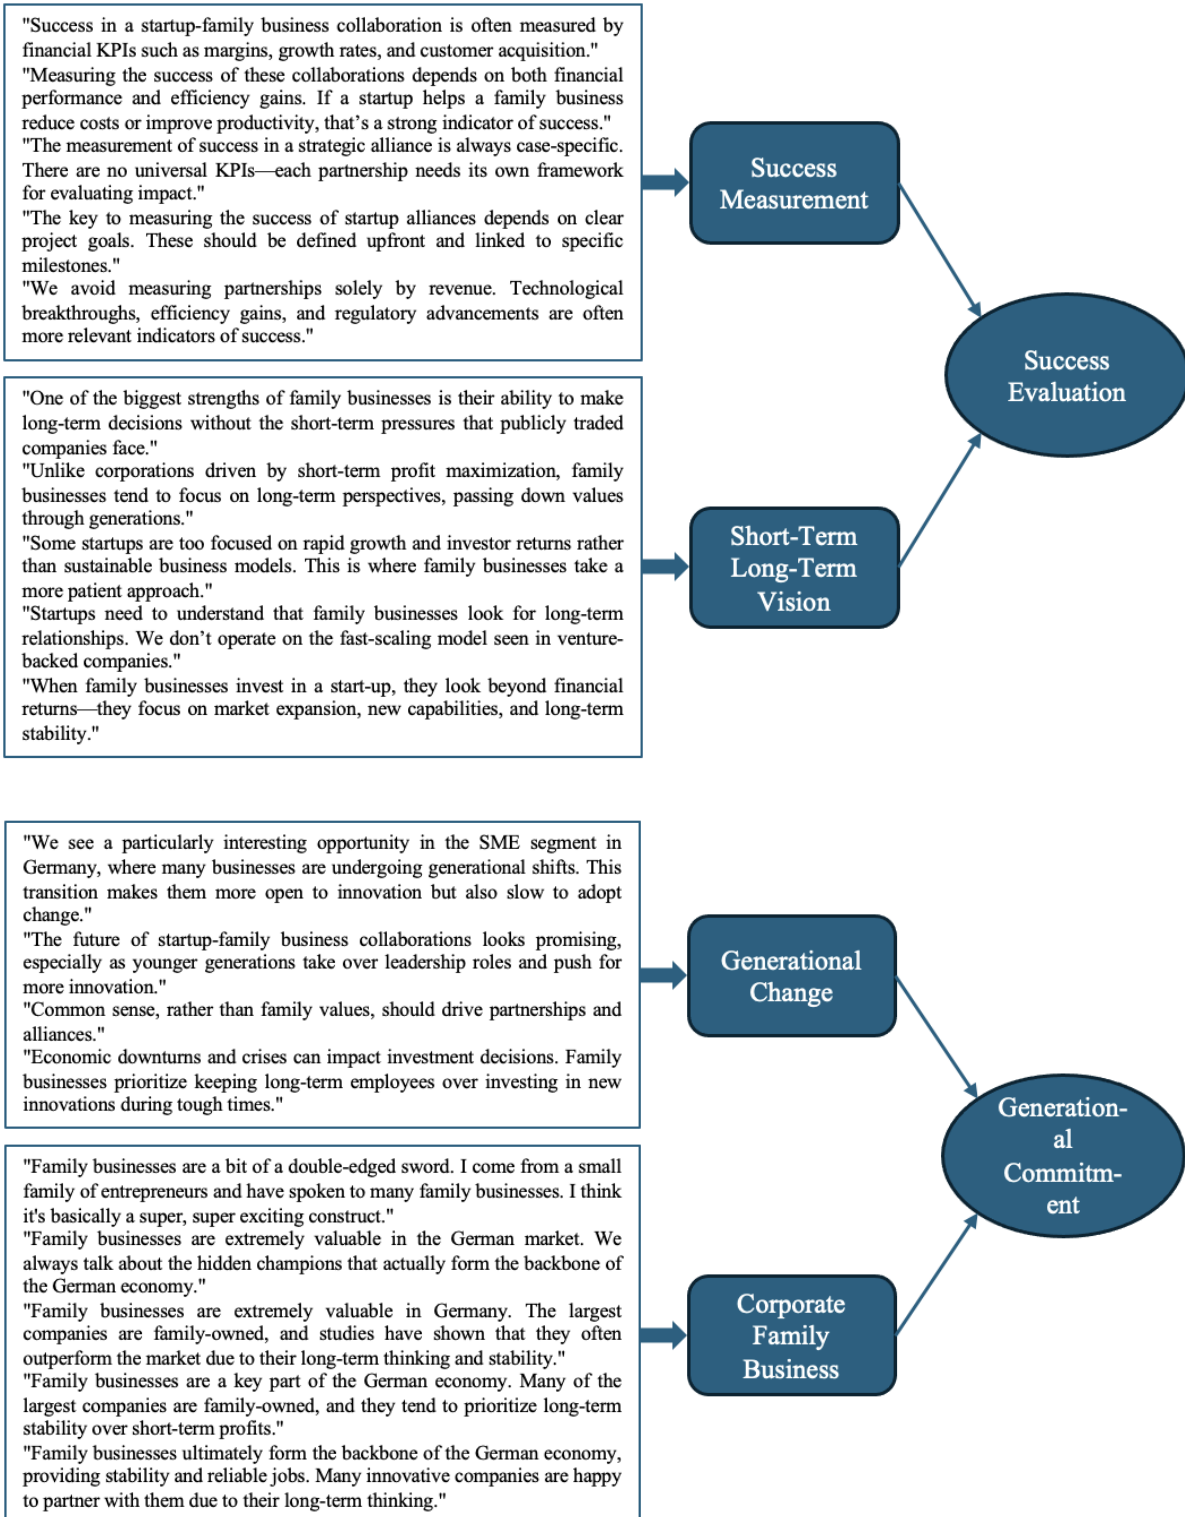 "Success in a startup-family business collaboration is often measured by
financial KPIs such as margins, growth rates, and customer acquisition."
"Measuring the success of these collaborations depends on both financial
performance and efficiency gains. If a startup helps a family business
reduce costs or improve productivity, that’s a strong indicator of success."
"The measurement of success in a strategic alliance is always case-specific.
There are no universal KPIs—each partnership needs its own framework
for evaluating impact."
"The key to measuring the success of startup alliances depends on clear
project goals. These should be defined upfront and linked to specific
milestones."
"We avoid measuring partnerships solely by revenue. Technological
breakthroughs, efficiency gains, and regulatory advancements are often
more relevant indicators of success."
Success
Measurement
Success
Evaluation
"One of the biggest strengths of family businesses is their ability to make
long-term decisions without the short-term pressures that publicly traded
companies face."
"Unlike corporations driven by short-term profit maximization, family
businesses tend to focus on long-term perspectives, passing down values
through generations."
"Some startups are too focused on rapid growth and investor returns rather
than sustainable business models. This is where family businesses take a
more patient approach."
"Startups need to understand that family businesses look for long-term
relationships. We don’t operate on the fast-scaling model seen in venture-
backed companies."
"When family businesses invest in a start-up, they look beyond financial
returns—they focus on market expansion, new capabilities, and long-term
stability."
Short-Term
Long-Term
Vision
"We see a particularly interesting opportunity in the SME segment in
Germany, where many businesses are undergoing generational shifts. This
transition makes them more open to innovation but also slow to adopt
change."
"The future of startup-family business collaborations looks promising,
especially as younger generations take over leadership roles and push for
more innovation."
"Common sense, rather than family values, should drive partnerships and
alliances."
"Economic downturns and crises can impact investment decisions. Family
businesses prioritize keeping long-term employees over investing in new
innovations during tough times."
Generational
Change
Generation-
al
Commitm-
ent
"Family businesses are a bit of a double-edged sword. I come from a small
family of entrepreneurs and have spoken to many family businesses. I think
it's basically a super, super exciting construct."
"Family businesses are extremely valuable in the German market. We
always talk about the hidden champions that actually form the backbone of
the German economy."
"Family businesses are extremely valuable in Germany. The largest
companies are family-owned, and studies have shown that they often
outperform the market due to their long-term thinking and stability."
"Family businesses are a key part of the German economy. Many of the
largest companies are family-owned, and they tend to prioritize long-term
stability over short-term profits."
"Family businesses ultimately form the backbone of the German economy,
providing stability and reliable jobs. Many innovative companies are happy
to partner with them due to their long-term thinking."
Corporate
Family
Business